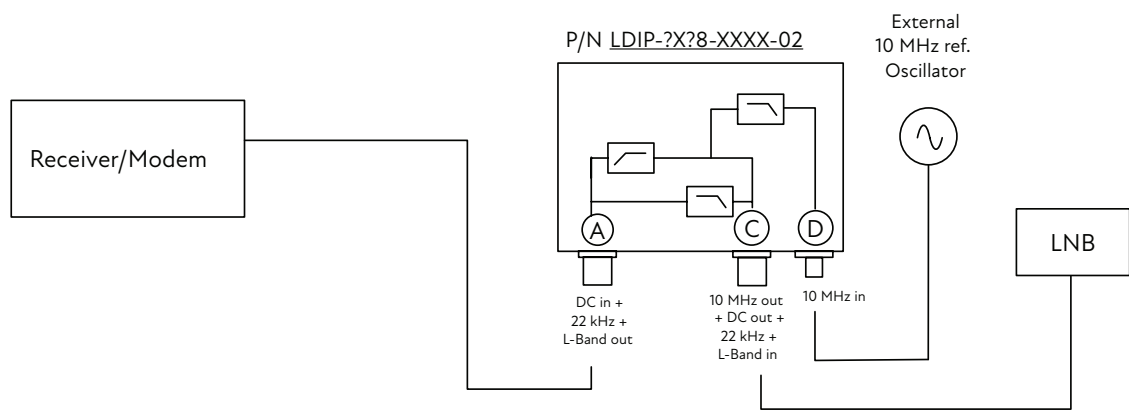 P/N LDIP-?X?8-XXXX-02
External
10 MHz ref.
Oscillator
Receiver/Modem
A
C
D
LNB
DC in +
22 kHz +
L-Band out
10 MHz out
+ DC out +
22 kHz +
L-Band in
10 MHz in